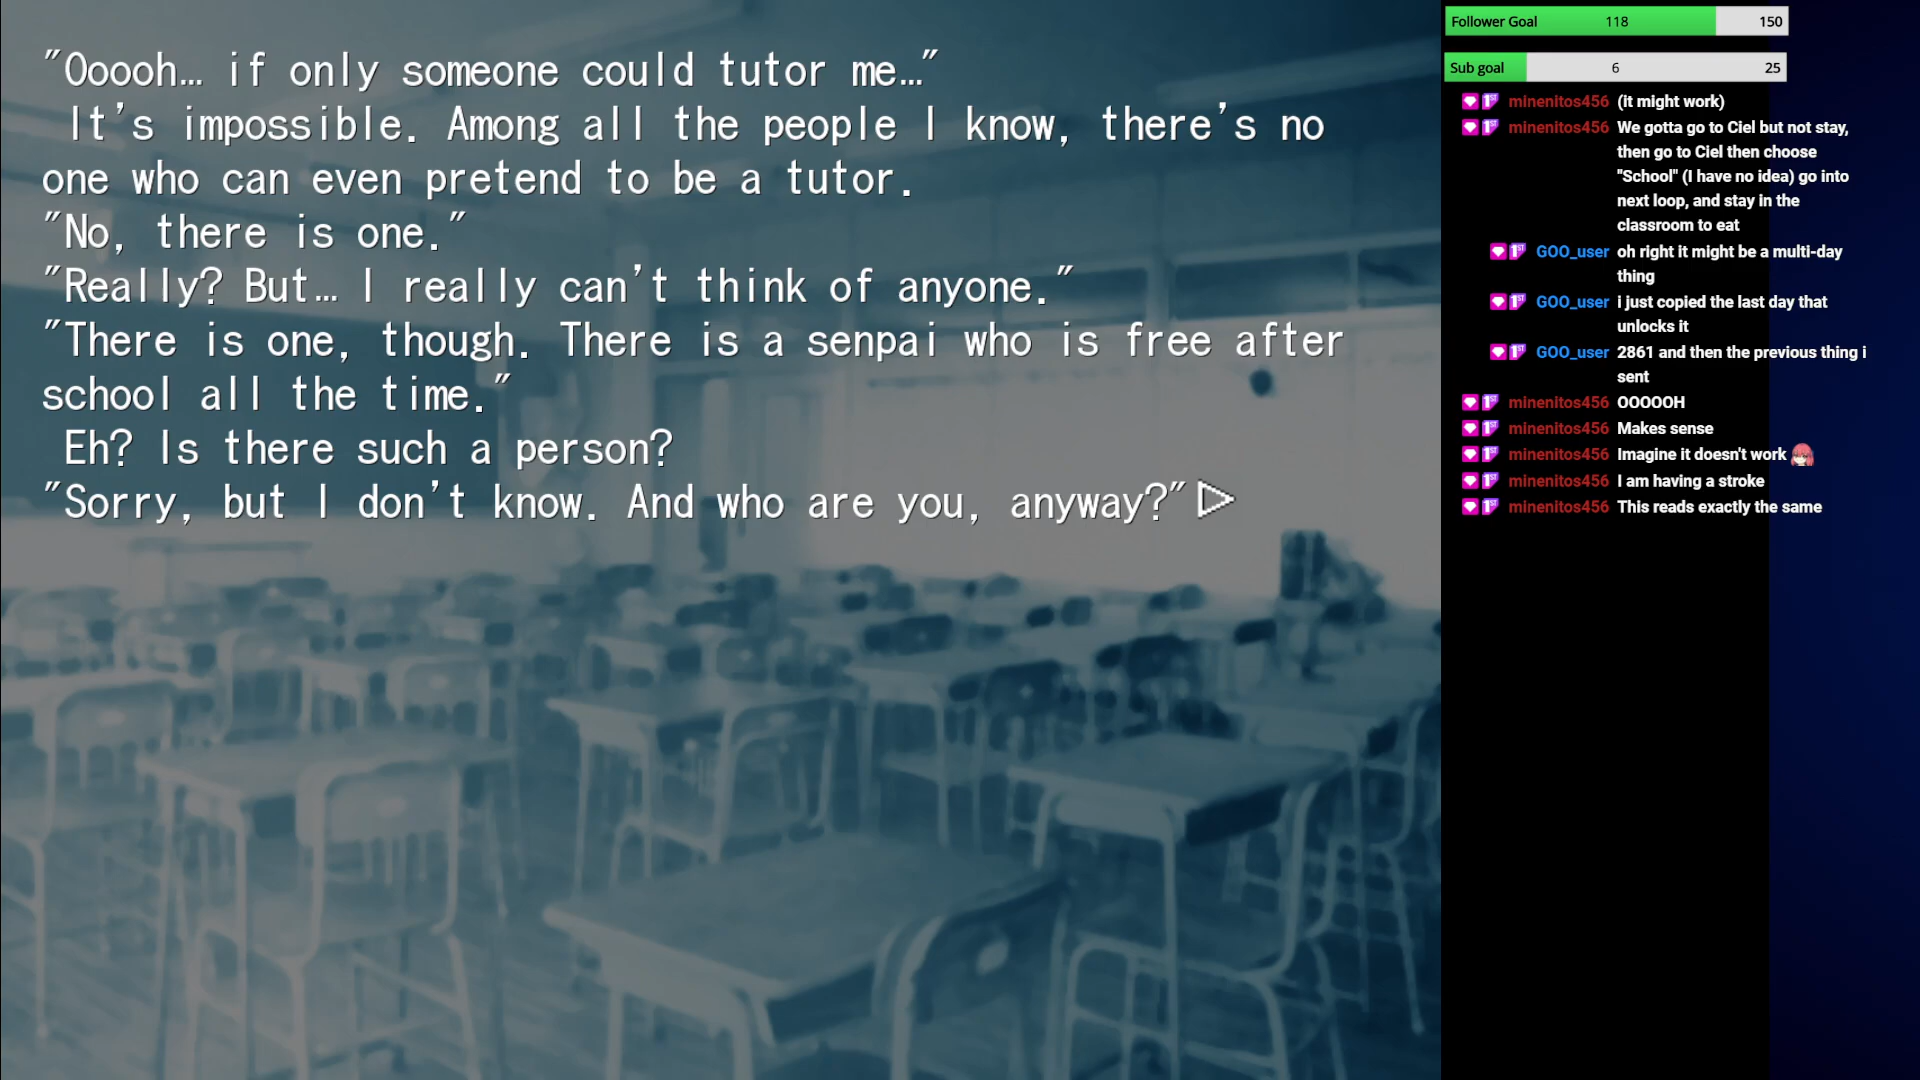 "Ooooh… if only someone could tutor me…"
It's impossible. Among all the people I know, there's no
one who can even pretend to be a tutor.
"No, there is one."
"Really? But… I really can't think of anyone."
"There is one, though. There is a senpai who is free after
school all the time."
Eh? Is there such a person?
"Sorry, but I don't know. And who are you, anyway?"
Follower Goal 118 150
Sub goal 6 25
minenitos456 (it might work)
minenitos456 We gotta go to Ciel but not stay,
then go to Ciel then choose
"School" (I have no idea) go into
next loop, and stay in the
classroom to eat
GOO_user oh right it might be a multi-day
thing
GOO_user i just copied the last day that
unlocks it
GOO_user 2861 and then the previous thing i
sent
minenitos456 OOOOOH
minenitos456 Makes sense
minenitos456 Imagine it doesn't work
minenitos456 I am having a stroke
minenitos456 This reads exactly the same